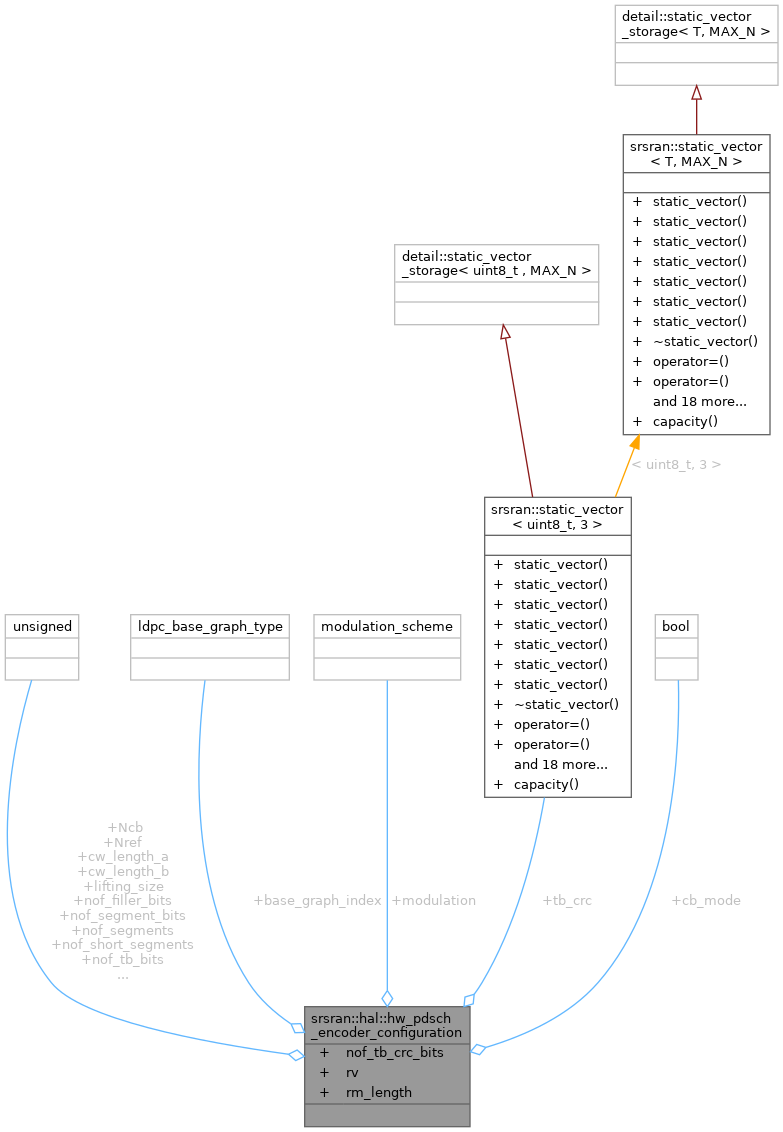 detail::static_vector
_storage< T, MAX_N >
srsran::static_vector
< T, MAX_N >
+ static_vector()
+ static_vector()
+ static_vector()
+ static_vector()
+ static_vector()
+ static_vector()
+ static_vector()
+ ~static_vector()
+ operator=()
+ operator=()
and 18 more...
+ capacity()
detail::static_vector
_storage< uint8_t , MAX_N >
< uint8_t, 3 >
srsran::static_vector
< uint8_t, 3 >
+ static_vector()
+ static_vector()
+ static_vector()
+ static_vector()
+ static_vector()
+ static_vector()
+ static_vector()
+ ~static_vector()
+ operator=()
+ operator=()
and 18 more...
+ capacity()
unsigned
ldpc_base_graph_type
modulation_scheme
bool
+Ncb
+Nref
+cw_length_a
+cw_length_b
+lifting_size
+nof_filler_bits
+nof_segment_bits
+nof_segments
+nof_short_segments
+nof_tb_bits
...
+base_graph_index
+modulation
+tb_crc
+cb_mode
srsran::hal::hw_pdsch
_encoder_configuration
+ nof_tb_crc_bits
+ rv
+ rm_length